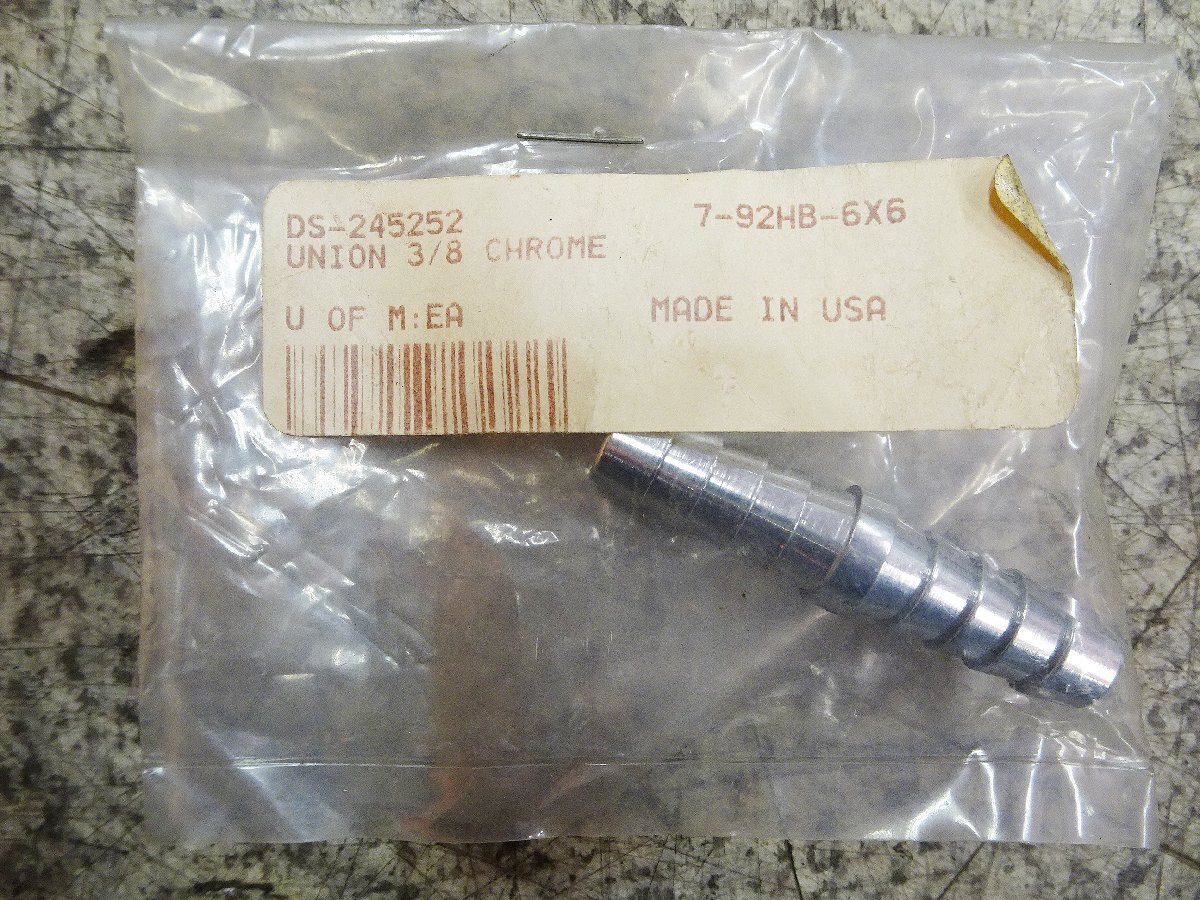 DS-245252 7-92HB-6X6
UNION 3/8 CHROME
U OF M:EA MADE IN USA